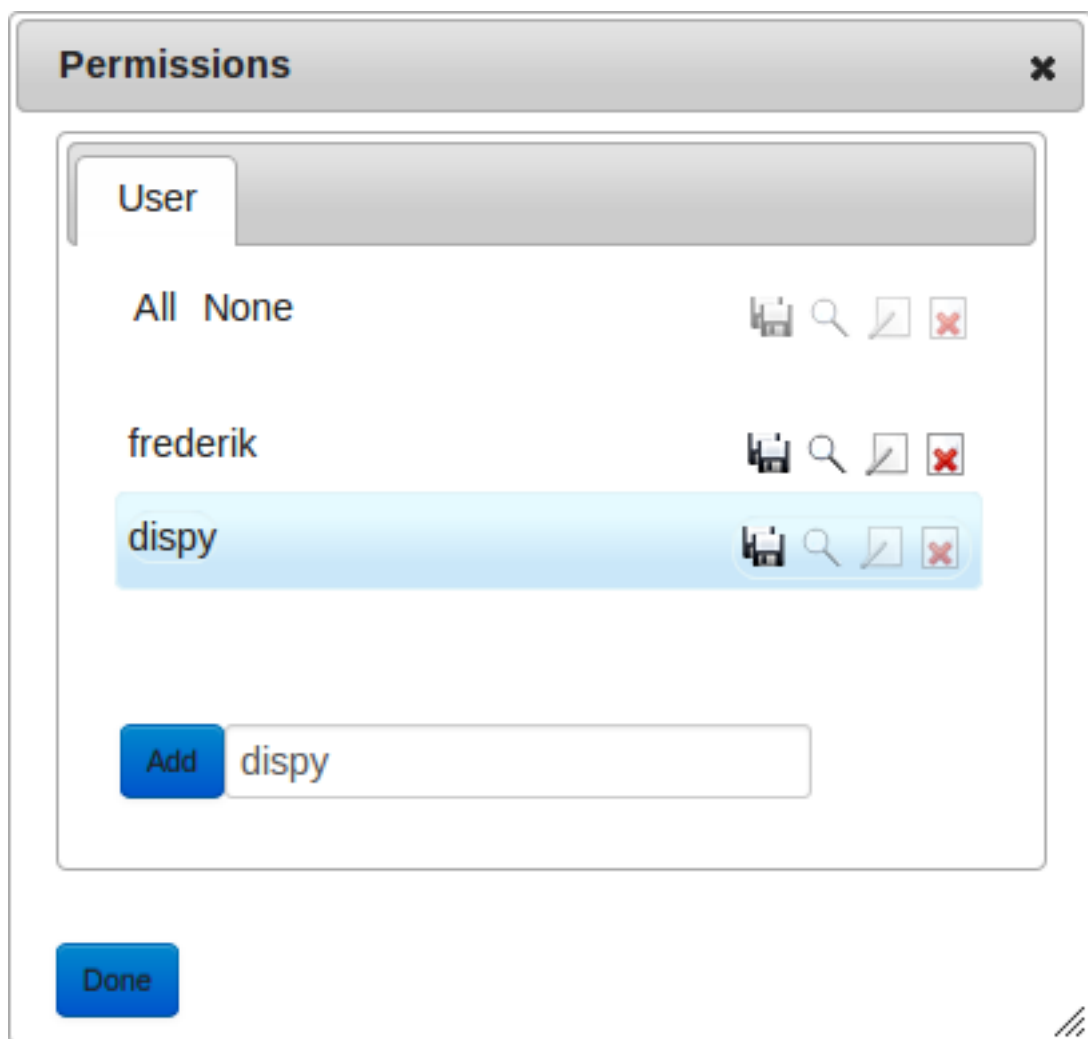 Permissions
User
All None
frederik
dispy
Add dispy
Done